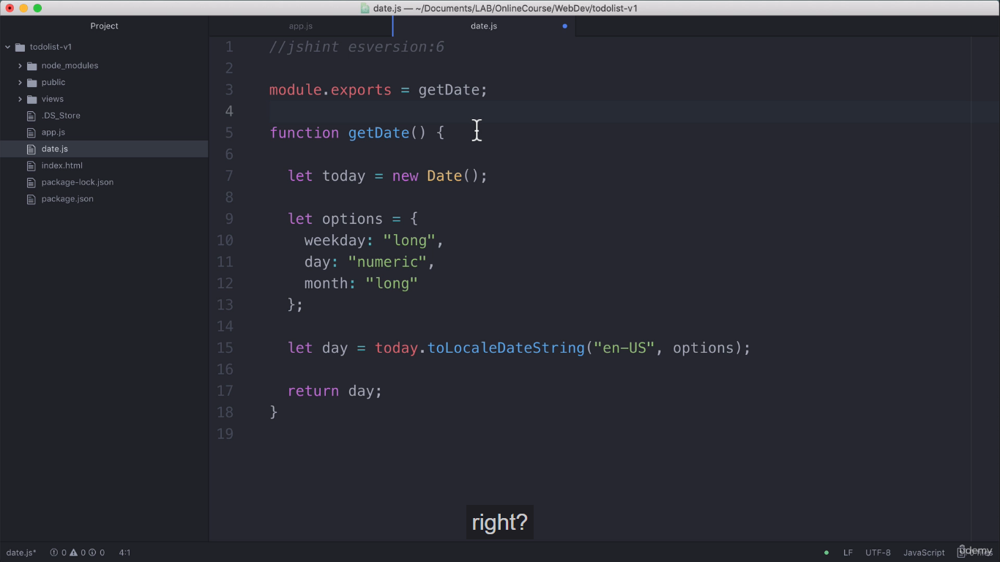 date.js — ~/Documents/LAB/OnlineCourse/WebDev/todolist-v1
Project
app.js
date.js
todolist-v1
node_modules
public
views
.DS_Store
app.js
date.js
index.html
package-lock.json
package.json
1 //jshint esversion:6
2
3 module.exports = getDate;
4
5 function getDate() {
6
7 let today = new Date();
8
9 let options = {
10 weekday: "long",
11 day: "numeric",
12 month: "long"
13 };
14
15 let day = today.toLocaleDateString("en-US", options);
16
17 return day;
18 }
19
right?
date.js* 0 0 0 4:1 LF UTF-8 JavaScript
ûdemy